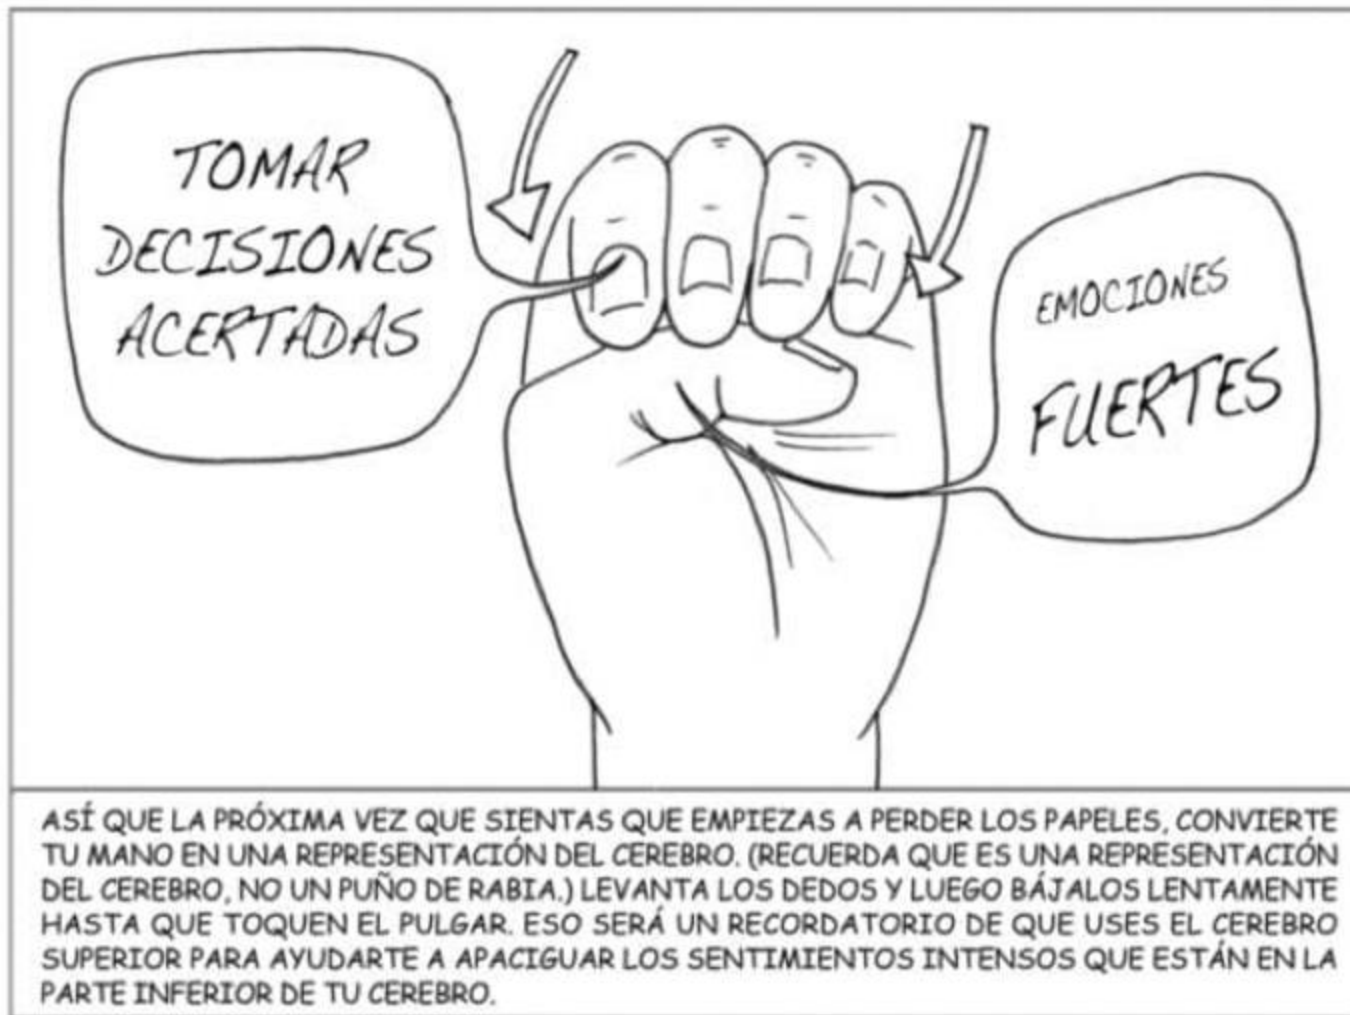 TOMAR
DECISIONES
ACERTADAS
EMOCIONES
FUERTES
ASÍ QUE LA PRÓXIMA VEZ QUE SIENTAS QUE EMPIEZAS A PERDER LOS PAPELES, CONVIERTE
TU MANO EN UNA REPRESENTACIÓN DEL CEREBRO. (RECUERDA QUE ES UNA REPRESENTACIÓN
DEL CEREBRO, NO UN PUÑO DE RABIA.) LEVANTA LOS DEDOS Y LUEGO BÁJALOS LENTAMENTE
HASTA QUE TOQUEN EL PULGAR. ESO SERÁ UN RECORDATORIO DE QUE USES EL CEREBRO
SUPERIOR PARA AYUDARTE A APACIGUAR LOS SENTIMIENTOS INTENSOS QUE ESTÁN EN LA
PARTE INFERIOR DE TU CEREBRO.